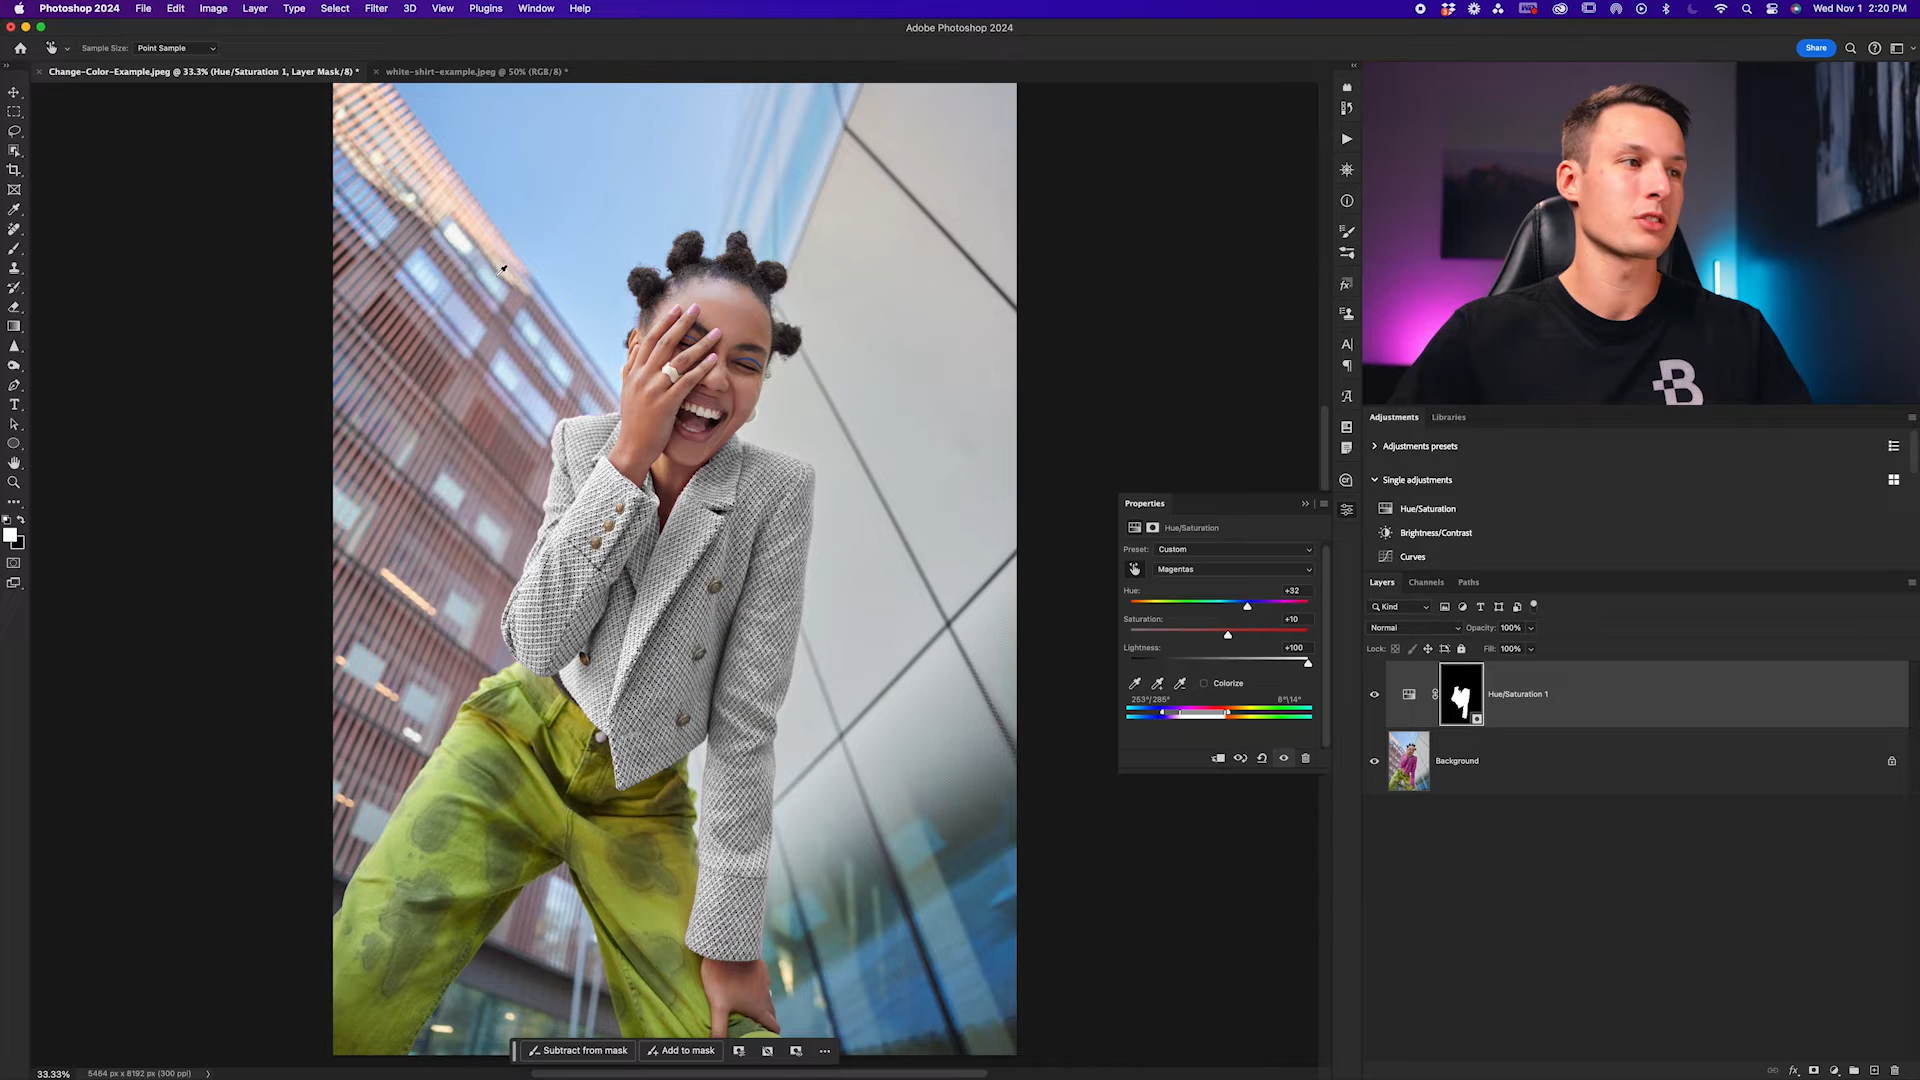 Photoshop 2024 File Edit Image Layer Type Select Filter 3D View Plugins Window Help Wed Nov 1 2:20 PM
Adobe Photoshop 2024
Sample Size: Point Sample Share
Change-Color-Example.jpeg @ 33.3% (Hue/Saturation 1, Layer Mask/8) * white-shirt-example.jpeg @ 50% (RGB/8) *
B
Adjustments Libraries
Adjustments presets
Single adjustments
Hue/Saturation
Brightness/Contrast
Curves
Properties
Hue/Saturation
Preset: Custom
Magentas
Hue: +32
Saturation: +10
Lightness: +100
Colorize
253°/285° 8°\14°
Layers Channels Paths
Kind
Normal Opacity: 100%
Lock: Fill: 100%
Hue/Saturation 1
Background
Subtract from mask Add to mask
33.33% 5464 px x 8192 px (300 ppi)